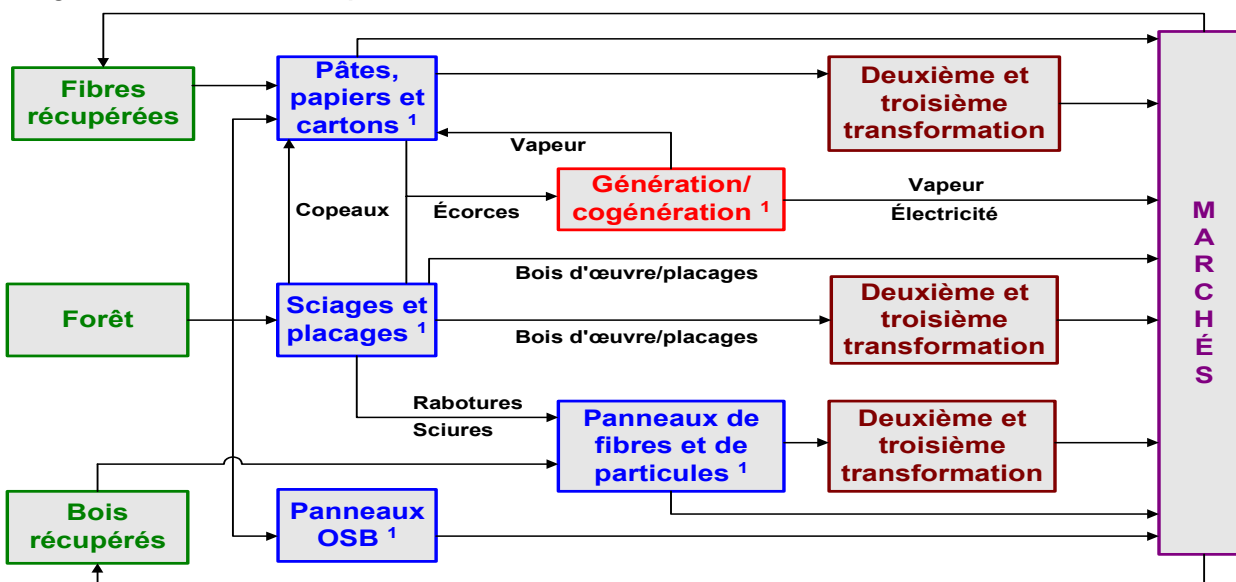 Fibres
récupérées
Pâtes,
papiers et
cartons ¹
Deuxième et
troisième
transformation
Vapeur
Copeaux
Écorces
Génération/
cogénération ¹
Vapeur
Électricité
Forêt
Sciages et
placages ¹
Bois d'œuvre/placages
Bois d'œuvre/placages
Deuxième et
troisième
transformation
Rabotures
Sciures
Panneaux de
fibres et de
particules ¹
Deuxième et
troisième
transformation
Bois
récupérés
Panneaux
OSB ¹
M
A
R
C
H
É
S